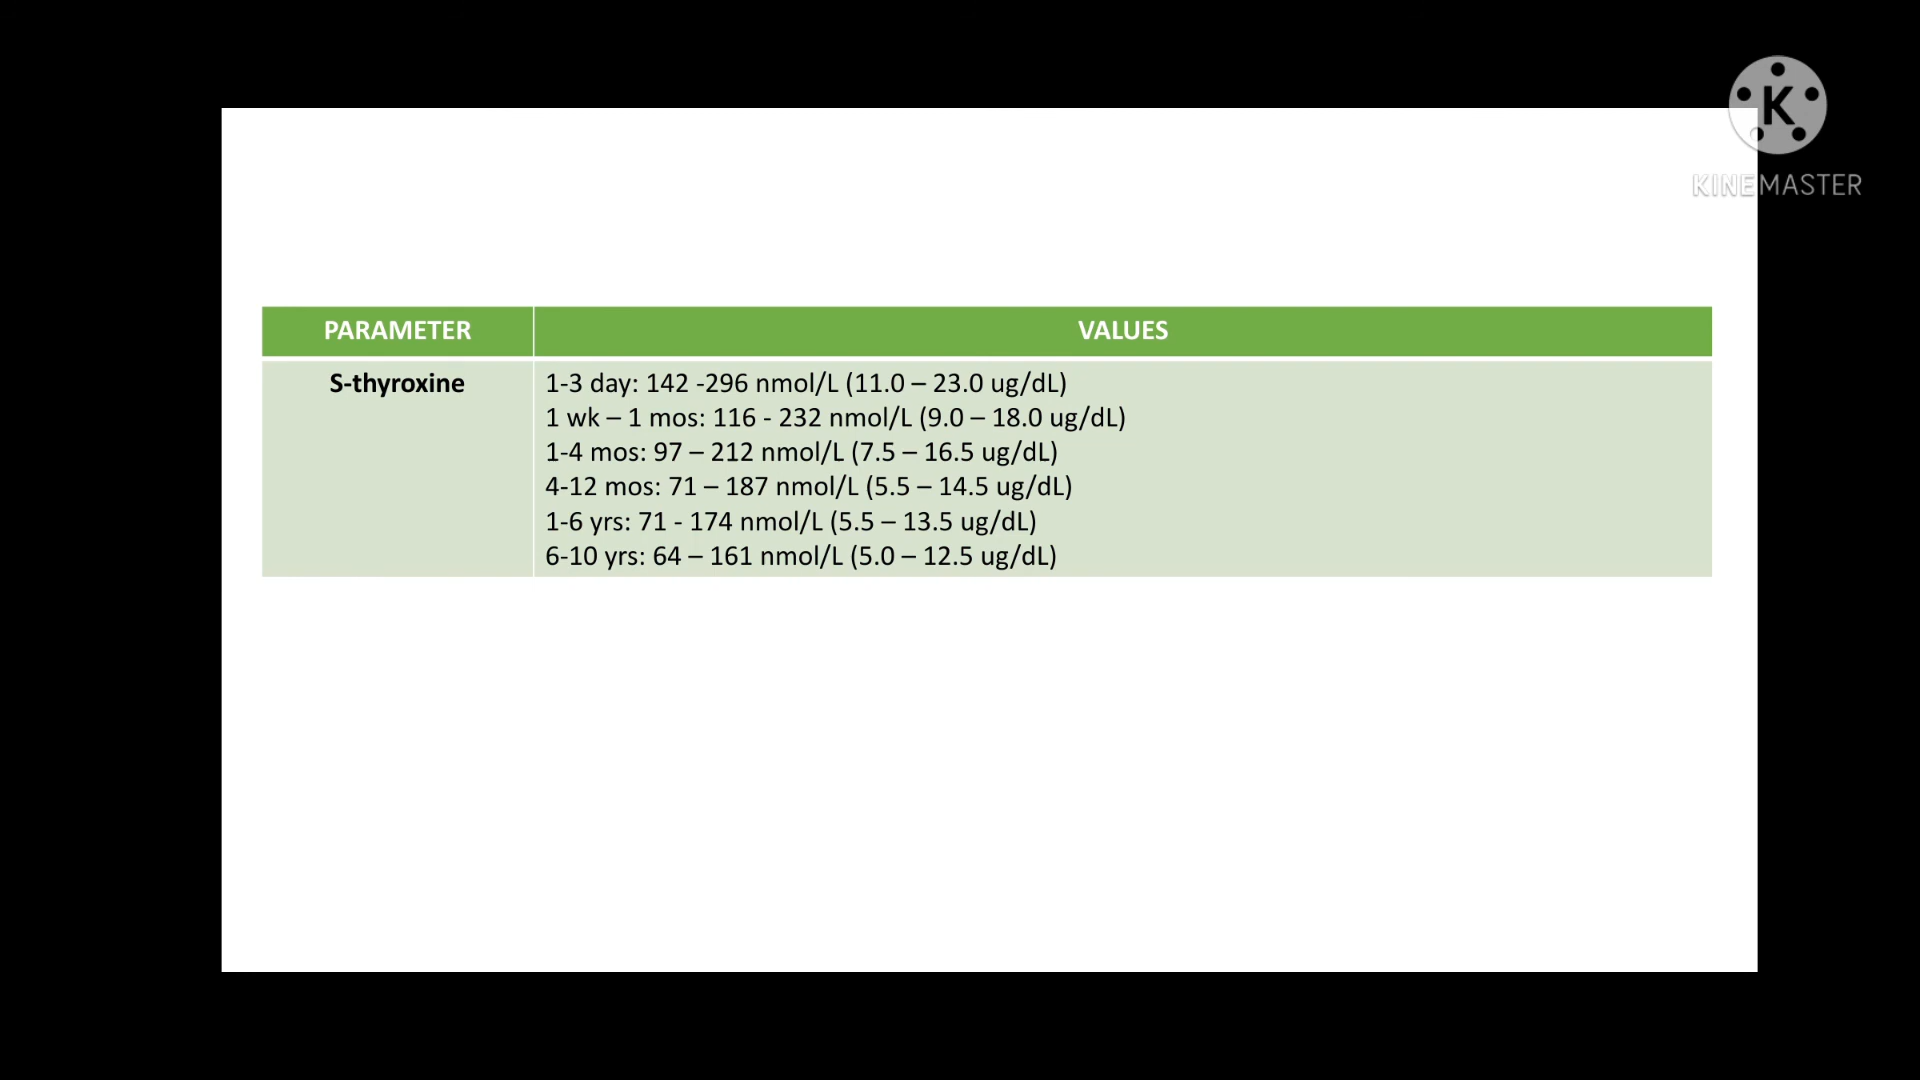 K
KINEMASTER
PARAMETER VALUES
S-thyroxine 1-3 day: 142 -296 nmol/L (11.0 – 23.0 ug/dL)
1 wk – 1 mos: 116 - 232 nmol/L (9.0 – 18.0 ug/dL)
1-4 mos: 97 – 212 nmol/L (7.5 – 16.5 ug/dL)
4-12 mos: 71 – 187 nmol/L (5.5 – 14.5 ug/dL)
1-6 yrs: 71 - 174 nmol/L (5.5 – 13.5 ug/dL)
6-10 yrs: 64 – 161 nmol/L (5.0 – 12.5 ug/dL)